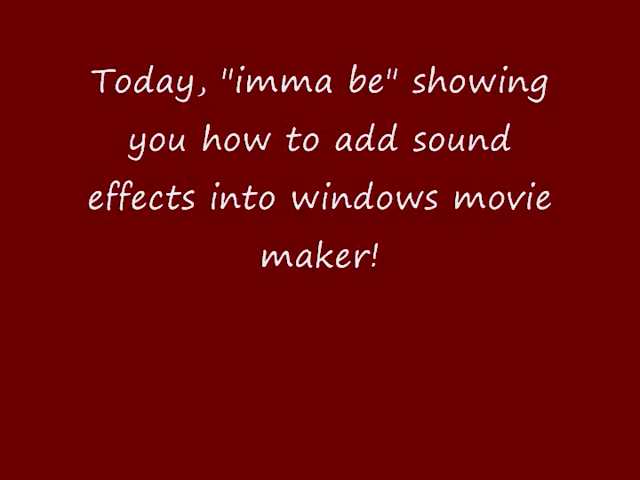 Today, "imma be" showing
you how to add sound
effects into windows movie
maker!